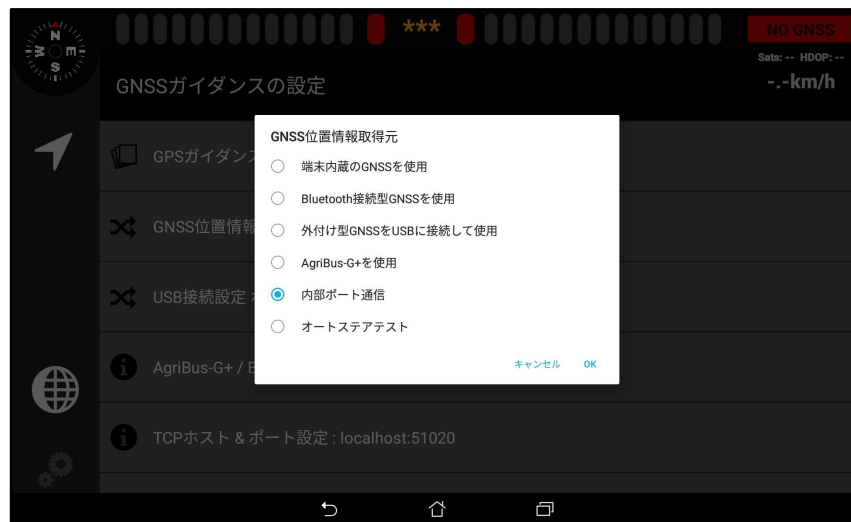 N
W E
S
***
NO GNSS
Sats: -- HDOP: --
-.-km/h
GNSSガイダンスの設定
GPSガイダンス
GNSS位置情報
USB接続設定
AgriBus-G+ /
TCPホスト & ポート設定 : localhost:51020
GNSS位置情報取得元
端末内蔵のGNSSを使用
Bluetooth接続型GNSSを使用
外付け型GNSSをUSBに接続して使用
AgriBus-G+を使用
内部ポート通信
オートステアテスト
キャンセル OK